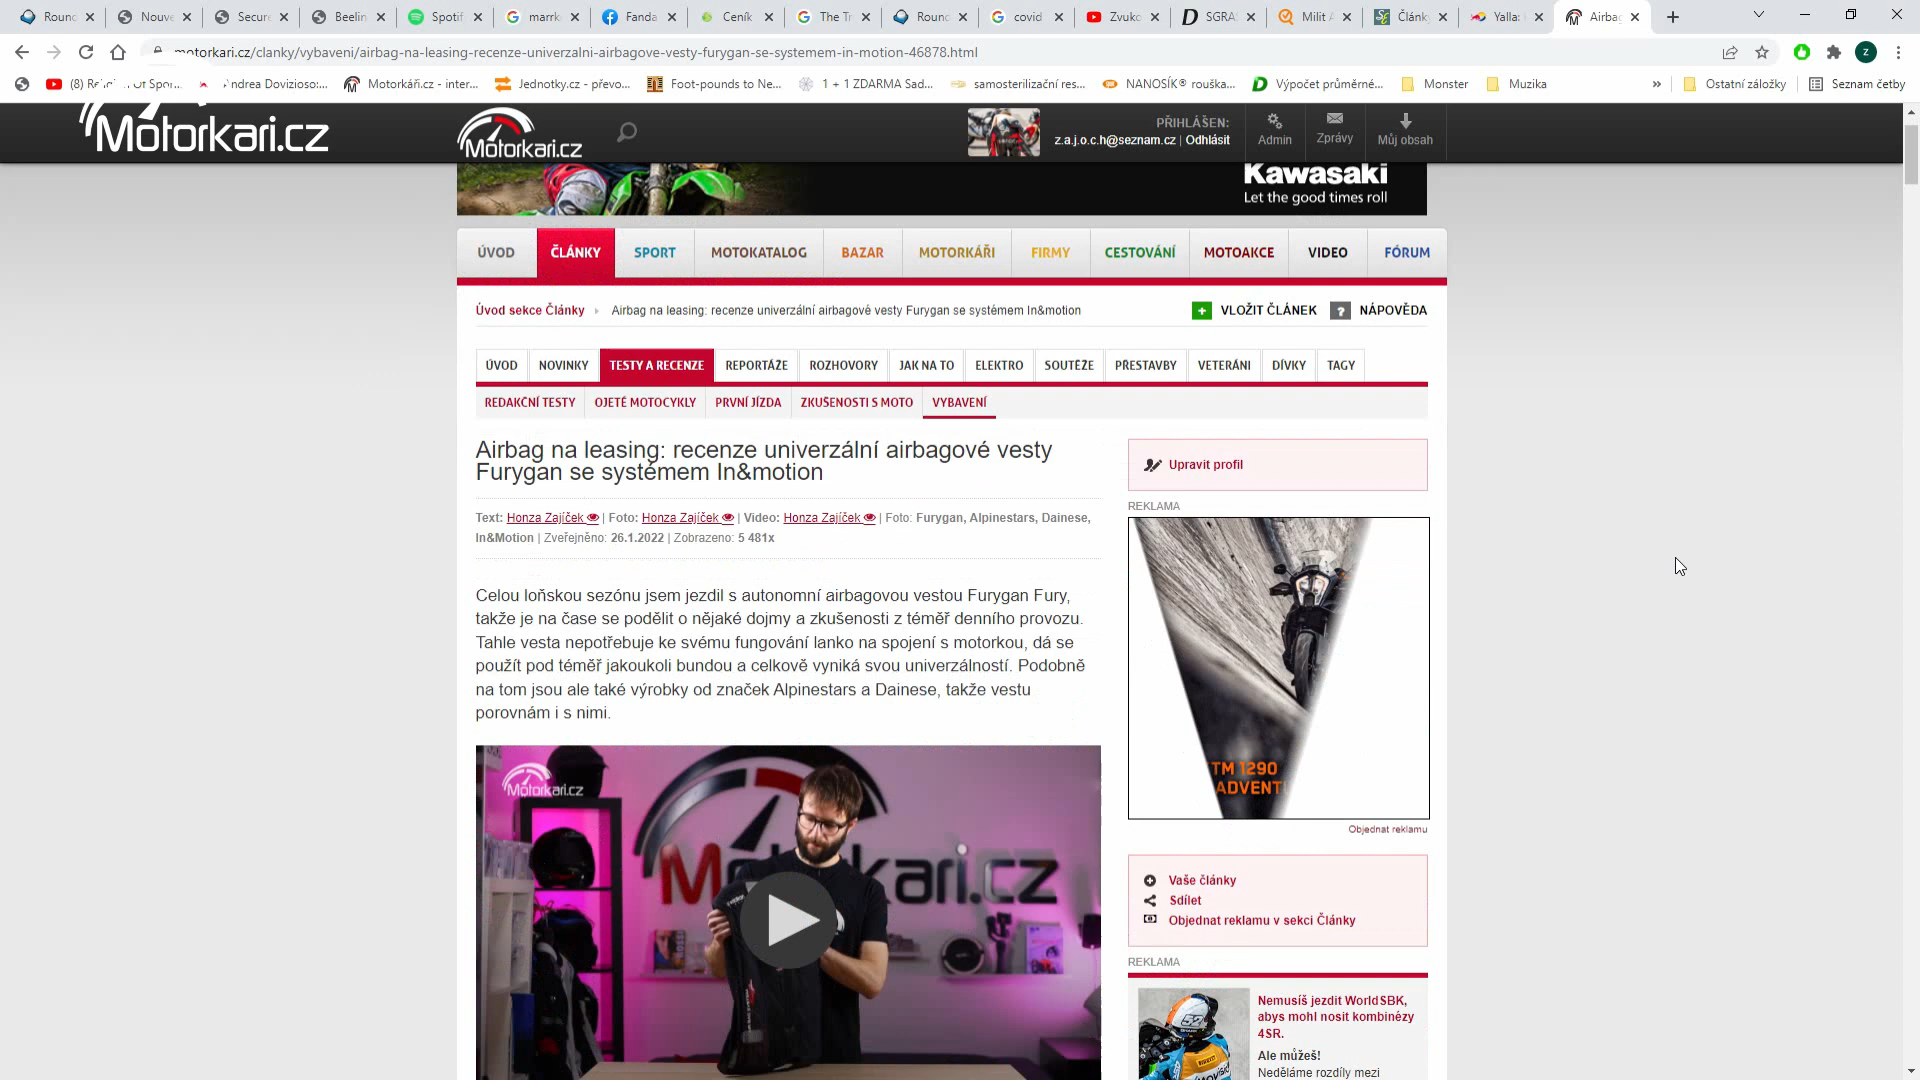 Round
Nouve
Secure
Beelin
Spotif
Fanda
Ceník
The Tr
Round
covid
Zvuko
SGRA
Milit A
Článk
Yalla:
Airbag
motorkari.cz/clanky/vybaveni/airbag-na-leasing-recenze-univerzalni-airbagove-vesty-furygan-se-systemem-in-motion-46878.html
Z
Of Spor...
ndrea Dovizioso:...
Motorkáři.cz - inter...
Jednotky.cz - převo...
Foot-pounds to Ne...
1 + 1 ZDARMA Sad...
samosterilizační res...
NANOSÍK® rouška...
Výpočet průměrné...
Monster
Muzika
»
Ostatní záložky
Seznam četby
Motorkari.cz
Motorkari.cz
PŘIHLÁŠEN:
z.a.j.o.c.h@seznam.cz | Odhlásit
Admin
Zprávy
Můj obsah
Kawasaki
Let the good times roll
ÚVOD
ČLÁNKY
SPORT
MOTOKATALOG
BAZAR
MOTORKÁŘI
FIRMY
CESTOVÁNÍ
MOTOAKCE
VIDEO
FÓRUM
Úvod sekce Články
Airbag na leasing: recenze univerzální airbagové vesty Furygan se systémem In&motion
VLOŽIT ČLÁNEK
NÁPOVĚDA
ÚVOD
NOVINKY
TESTY A RECENZE
REPORTÁŽE
ROZHOVORY
JAK NA TO
ELEKTRO
SOUTĚŽE
PŘESTAVBY
VETERÁNI
DÍVKY
TAGY
REDAKČNÍ TESTY
OJETÉ MOTOCYKLY
PRVNÍ JÍZDA
ZKUŠENOSTI S MOTO
VYBAVENÍ
Airbag na leasing: recenze univerzální airbagové vesty
Furygan se systémem In&motion
Text: Honza Zajíček | Foto: Honza Zajíček | Video: Honza Zajíček | Foto: Furygan, Alpinestars, Dainese,
In&Motion | Zveřejněno: 26.1.2022 | Zobrazeno: 5 481x
Celou loňskou sezónu jsem jezdil s autonomní airbagovou vestou Furygan Fury,
takže je na čase se podělit o nějaké dojmy a zkušenosti z téměř denního provozu.
Tahle vesta nepotřebuje ke svému fungování lanko na spojení s motorkou, dá se
použít pod téměř jakoukoli bundou a celkově vyniká svou univerzálností. Podobně
na tom jsou ale také výrobky od značek Alpinestars a Dainese, takže vestu
porovnám i s nimi.
Motorkari.cz
Upravit profil
REKLAMA
TM 1290
ADVENTU
Objednat reklamu
Vaše články
Sdílet
Objednat reklamu v sekci Články
REKLAMA
52
Nemusíš jezdit WorldSBK,
abys mohl nosit kombinézy
4SR.
Ale můžeš!
Neděláme rozdíly mezi